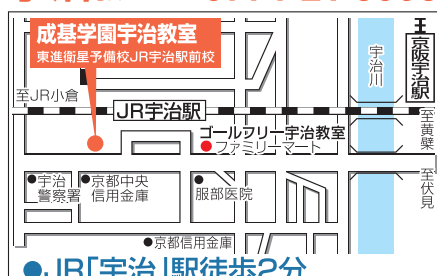 成基学園宇治教室
東進衛星予備校JR宇治駅前校
至JR小倉
JR宇治駅
宇治川
京阪宇治駅
至黄檗
ゴールフリー宇治教室
ファミリーマート
至伏見
宇治警察署
京都中央信用金庫
服部医院
京都信用金庫
●JR「宇治」駅徒歩2分